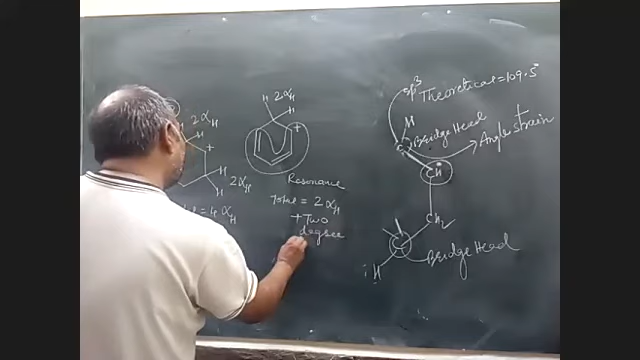 2αH
H
+
H
2αH
= 4αH
2αH
H H
+
Resonance
Total = 2αH
+ Two
degree
sp3 Theoretical = 109.5°
H
Bridge Head
Angle strain
C
CH
CH2
Bridge Head
H